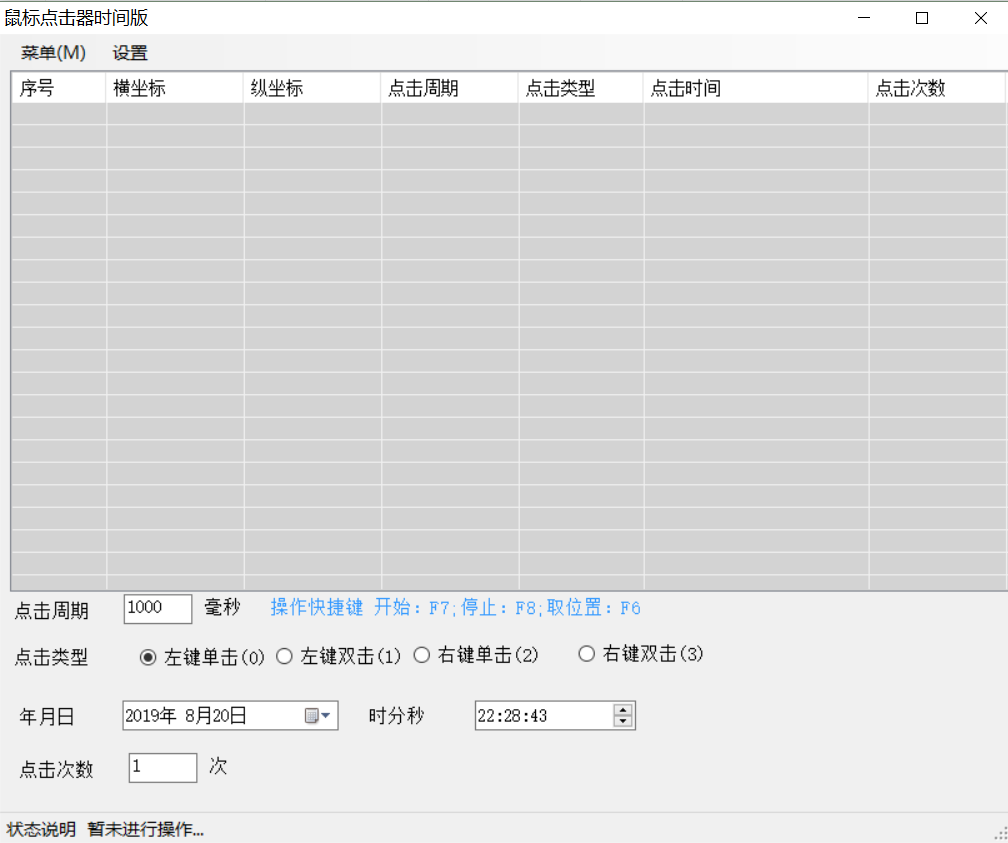 鼠标点击器时间版
菜单(M) 设置
序号 横坐标 纵坐标 点击周期 点击类型 点击时间 点击次数
点击周期 1000 毫秒 操作快捷键 开始: F7;停止: F8;取位置: F6
点击类型 左键单击(0) 左键双击(1) 右键单击(2) 右键双击(3)
年月日 2019年 8月20日 时分秒 22:28:43
点击次数 1 次
状态说明 暂未进行操作...